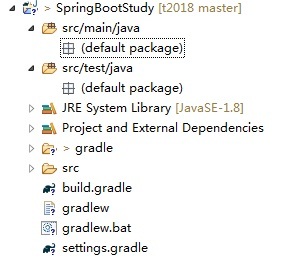 > SpringBootStudy [t2018 master]
src/main/java
(default package)
src/test/java
(default package)
JRE System Library [JavaSE-1.8]
Project and External Dependencies
> gradle
src
build.gradle
gradlew
gradlew.bat
settings.gradle